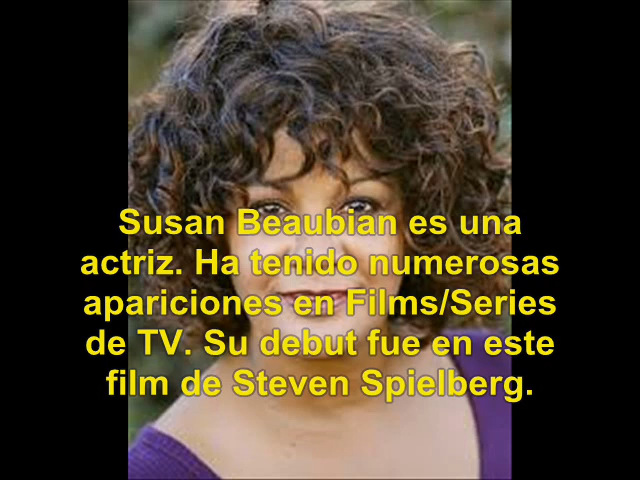 Susan Beaubian es una
actriz. Ha tenido numerosas
apariciones en Films/Series
de TV. Su debut fue en este
film de Steven Spielberg.